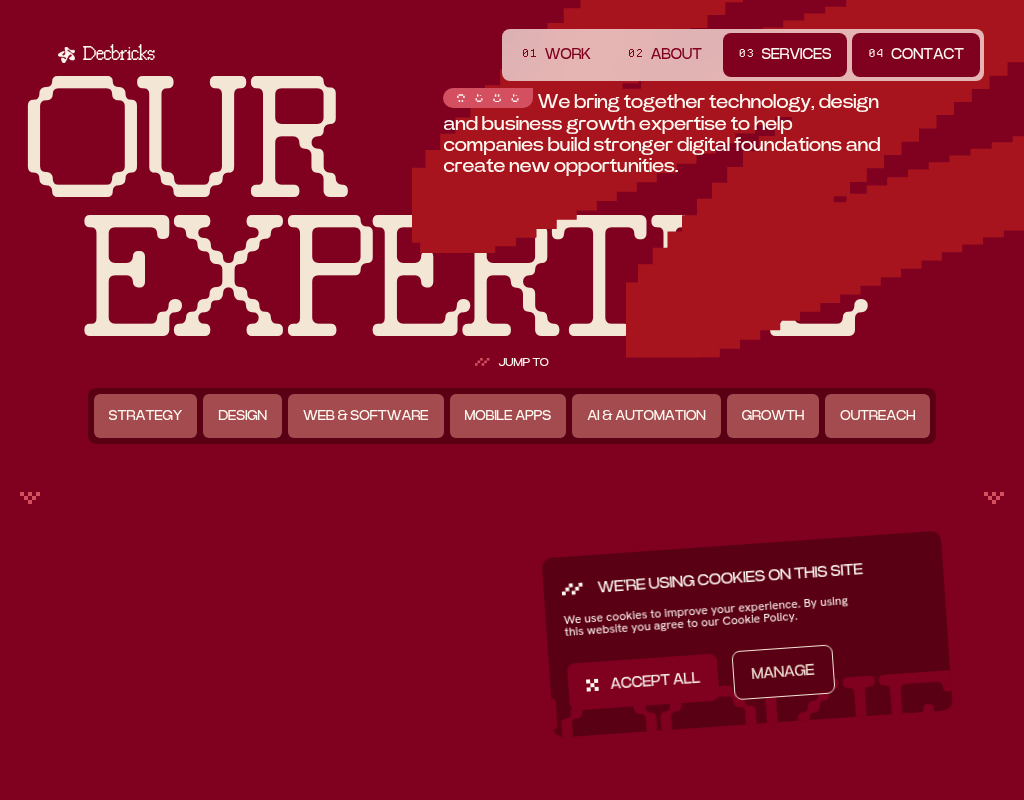 Decbricks
01 WORK
02 ABOUT
03 SERVICES
04 CONTACT
OUR
We bring together technology, design
and business growth expertise to help
companies build stronger digital foundations and
create new opportunities.
JUMP TO
STRATEGY
DESIGN
WEB & SOFTWARE
MOBILE APPS
AI & AUTOMATION
GROWTH
OUTREACH
WE'RE USING COOKIES ON THIS SITE
We use cookies to improve your experience. By using
this website you agree to our Cookie Policy.
ACCEPT ALL
MANAGE